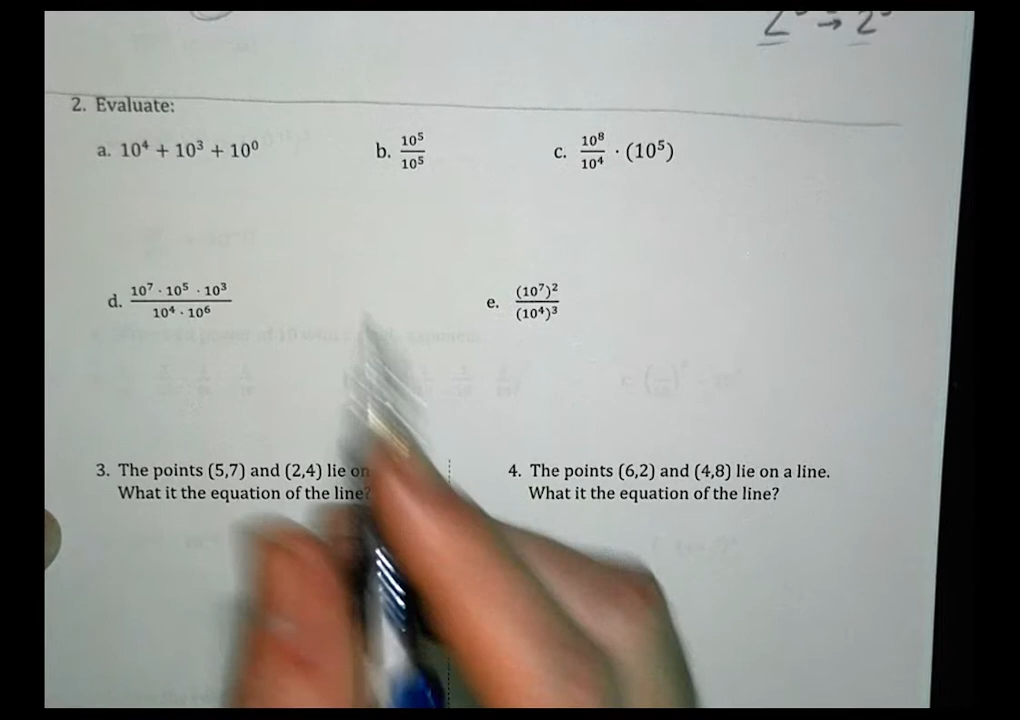 2 → 2
2. Evaluate:
a. 10⁴ + 10³ + 10⁰ b. 10⁵/10⁵ c. 10⁸/10⁴ · (10⁵)
d. 10⁷ · 10⁵ · 10³/10⁴ · 10⁶ e. (10⁷)²/(10⁴)³
3. The points (5,7) and (2,4) lie on 4. The points (6,2) and (4,8) lie on a line.
What it the equation of the line? What it the equation of the line?